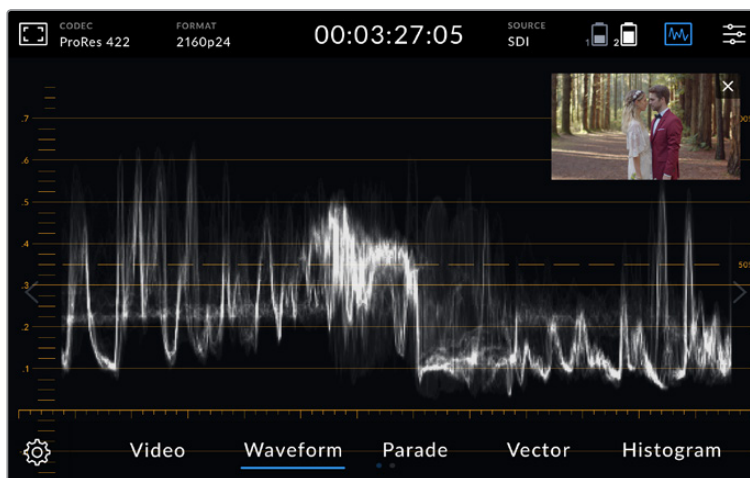 CODEC
ProRes 422
FORMAT
2160p24
00:03:27:05
SOURCE
SDI
1
2
.7
.6
.5
.4
.3
.2
.1
50%
Video
Waveform
Parade
Vector
Histogram